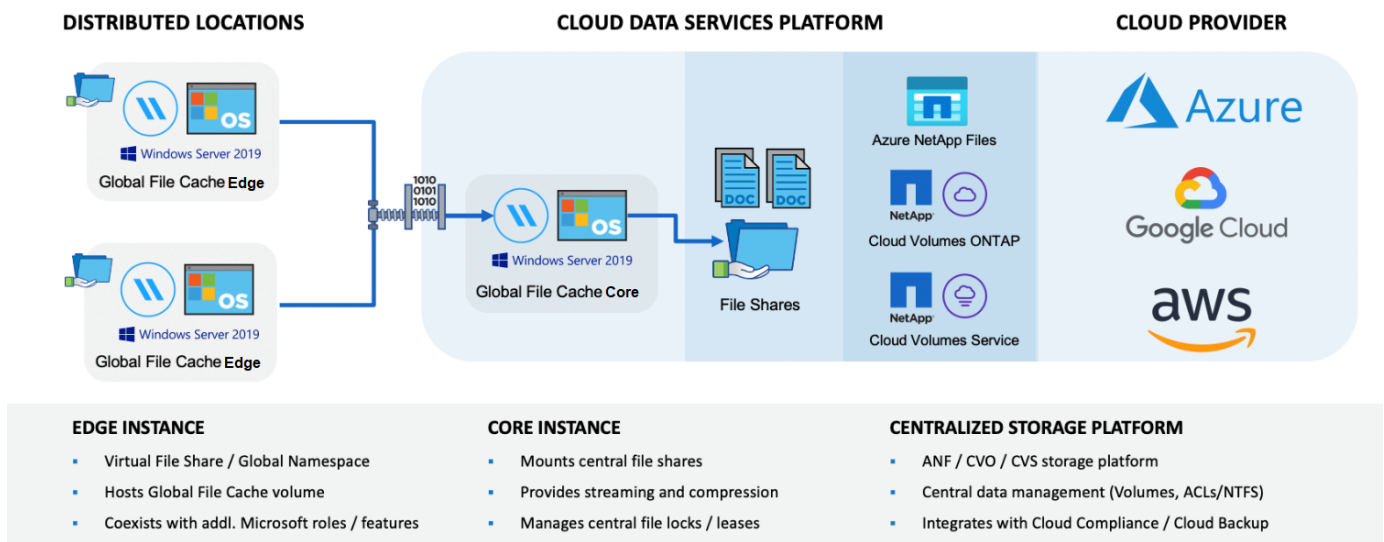 DISTRIBUTED LOCATIONS
CLOUD DATA SERVICES PLATFORM
CLOUD PROVIDER
OS
Windows Server 2019
Global File Cache Edge
OS
Windows Server 2019
Global File Cache Edge
1010
0101
1010
OS
Windows Server 2019
Global File Cache Core
DOC
DOC
File Shares
Azure NetApp Files
NetApp
Cloud Volumes ONTAP
NetApp
Cloud Volumes Service
Azure
Google Cloud
aws
EDGE INSTANCE
▪ Virtual File Share / Global Namespace
▪ Hosts Global File Cache volume
▪ Coexists with addl. Microsoft roles / features
CORE INSTANCE
▪ Mounts central file shares
▪ Provides streaming and compression
▪ Manages central file locks / leases
CENTRALIZED STORAGE PLATFORM
▪ ANF / CVO / CVS storage platform
▪ Central data management (Volumes, ACLs/NTFS)
▪ Integrates with Cloud Compliance / Cloud Backup